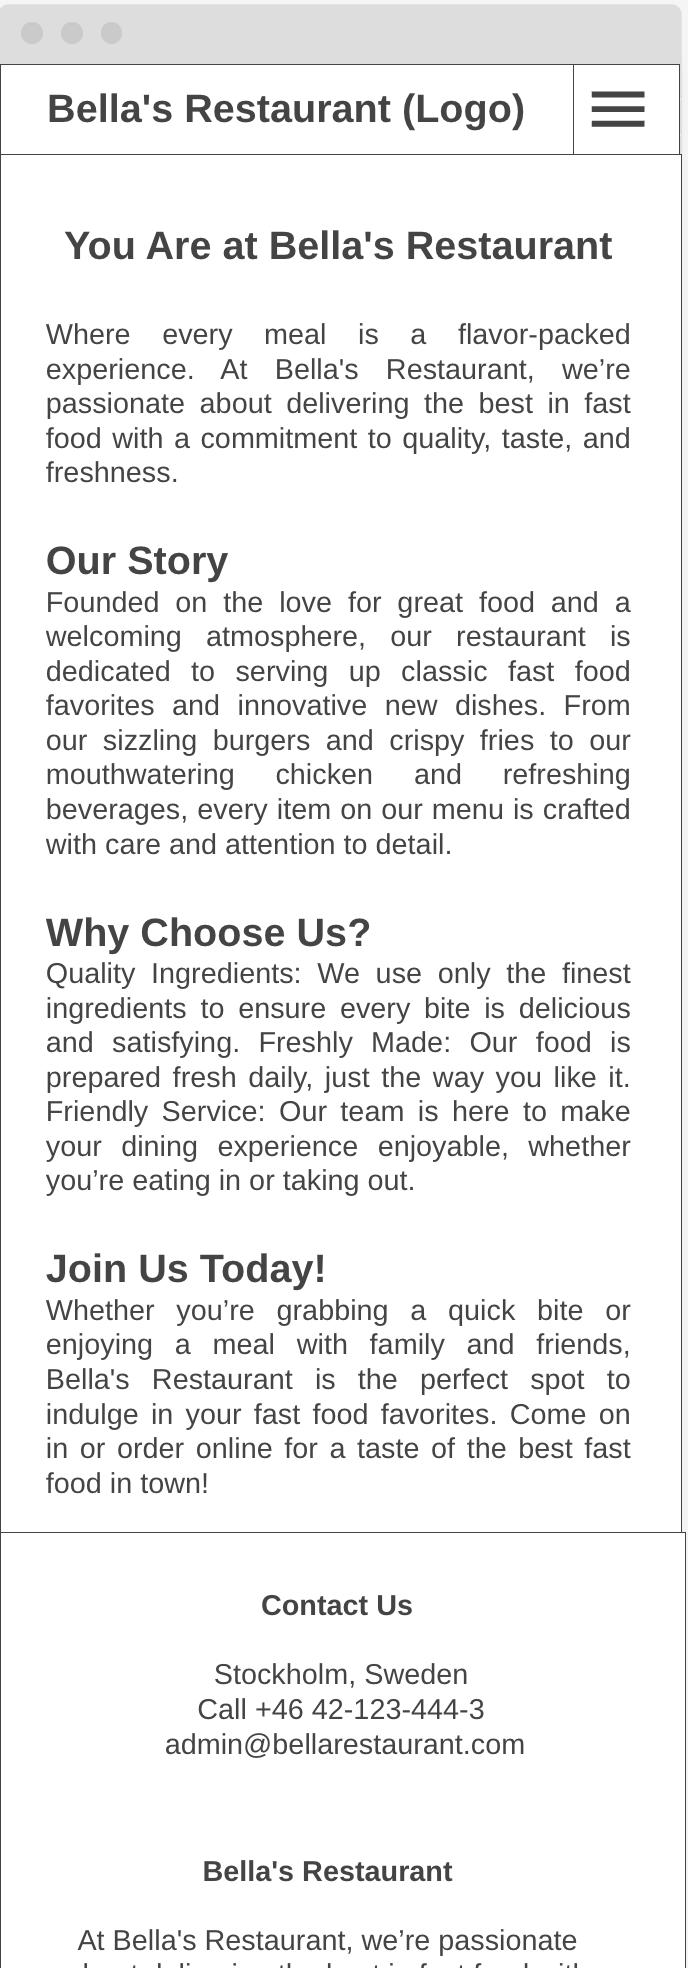 Bella's Restaurant (Logo)
You Are at Bella's Restaurant
Where every meal is a flavor-packed
experience. At Bella's Restaurant, we’re
passionate about delivering the best in fast
food with a commitment to quality, taste, and
freshness.
Our Story
Founded on the love for great food and a
welcoming atmosphere, our restaurant is
dedicated to serving up classic fast food
favorites and innovative new dishes. From
our sizzling burgers and crispy fries to our
mouthwatering chicken and refreshing
beverages, every item on our menu is crafted
with care and attention to detail.
Why Choose Us?
Quality Ingredients: We use only the finest
ingredients to ensure every bite is delicious
and satisfying. Freshly Made: Our food is
prepared fresh daily, just the way you like it.
Friendly Service: Our team is here to make
your dining experience enjoyable, whether
you’re eating in or taking out.
Join Us Today!
Whether you’re grabbing a quick bite or
enjoying a meal with family and friends,
Bella's Restaurant is the perfect spot to
indulge in your fast food favorites. Come on
in or order online for a taste of the best fast
food in town!
Contact Us
Stockholm, Sweden
Call +46 42-123-444-3
admin@bellarestaurant.com
Bella's Restaurant
At Bella's Restaurant, we’re passionate